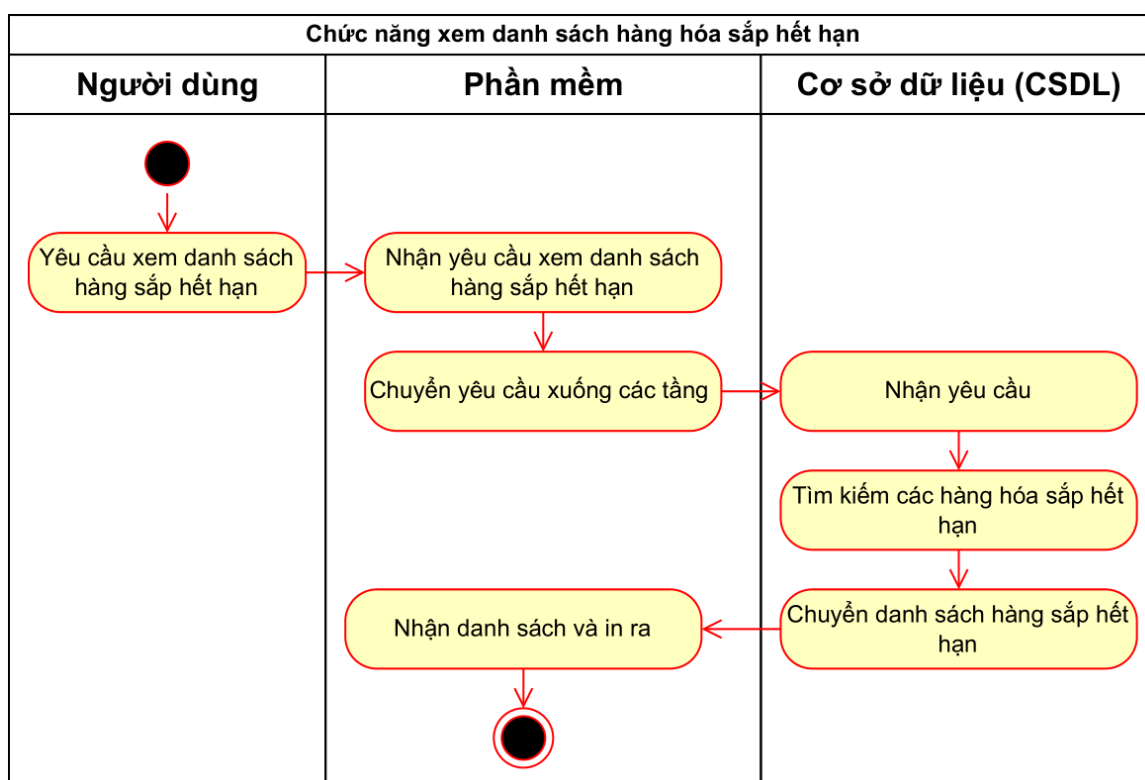 Chức năng xem danh sách hàng hóa sắp hết hạn
Người dùng
Phần mềm
Cơ sở dữ liệu (CSDL)
Yêu cầu xem danh sách
hàng sắp hết hạn
Nhận yêu cầu xem danh sách
hàng sắp hết hạn
Chuyển yêu cầu xuống các tầng
Nhận yêu cầu
Tìm kiếm các hàng hóa sắp hết
hạn
Chuyển danh sách hàng sắp hết
hạn
Nhận danh sách và in ra